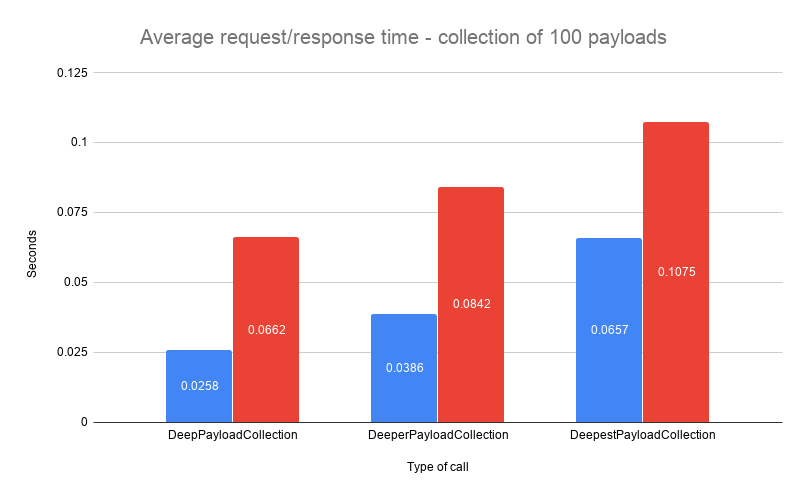 Average request/response time - collection of 100 payloads
0.125
0.1
0.075
0.05
0.025
0
Seconds
0.0258
0.0662
0.0386
0.0842
0.0657
0.1075
DeepPayloadCollection
DeeperPayloadCollection
DeepestPayloadCollection
Type of call